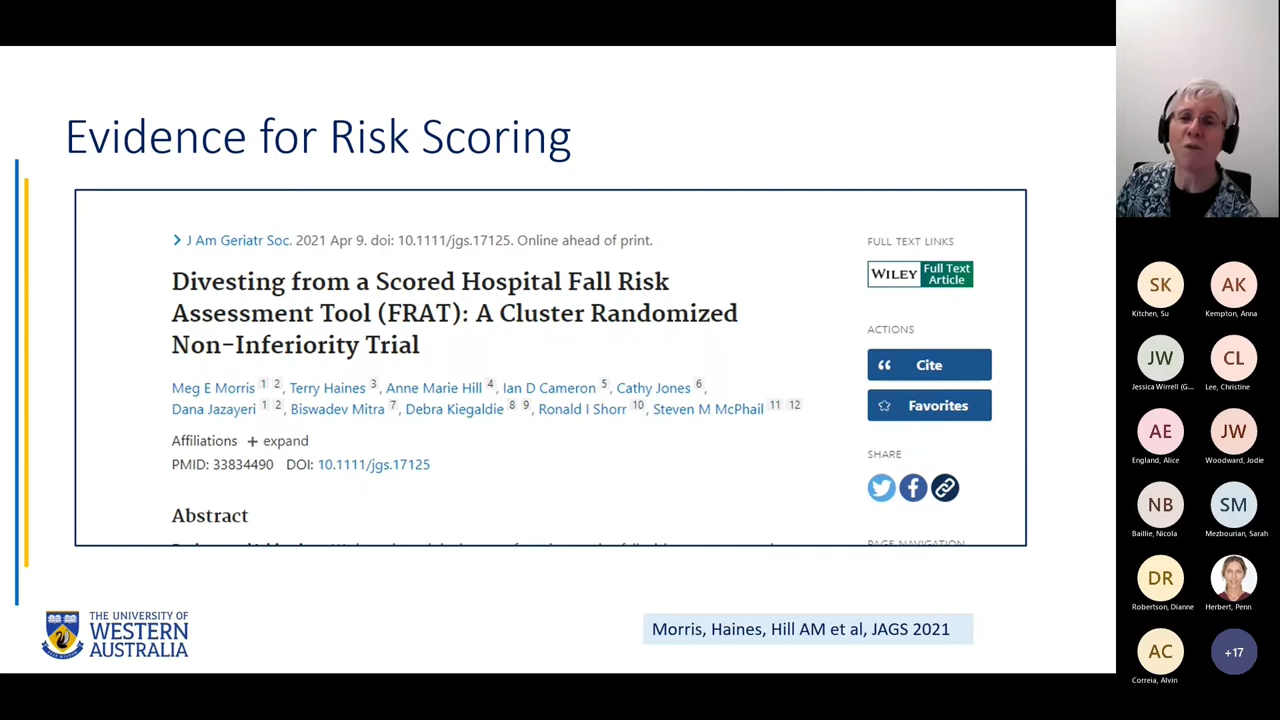 Evidence for Risk Scoring
J Am Geriatr Soc. 2021 Apr 9. doi: 10.1111/jgs.17125. Online ahead of print.
Divesting from a Scored Hospital Fall Risk
Assessment Tool (FRAT): A Cluster Randomized
Non-Inferiority Trial
Meg E Morris 1 2, Terry Haines 3, Anne Marie Hill 4, Ian D Cameron 5, Cathy Jones 6,
Dana Jazayeri 1 2, Biswadev Mitra 7, Debra Kiegaldie 8 9, Ronald I Shorr 10, Steven M McPhail 11 12
Affiliations + expand
PMID: 33834490 DOI: 10.1111/jgs.17125
Abstract
FULL TEXT LINKS
WILEY Full Text
Article
ACTIONS
Cite
Favorites
SHARE
PAGE NAVIGATION
THE UNIVERSITY OF
WESTERN
AUSTRALIA
Morris, Haines, Hill AM et al, JAGS 2021
SK AK
Kitchen, Su Kempton, Anna
JW CL
Jessica Wirrell (G... Lee, Christine
AE JW
England, Alice Woodward, Jodie
NB SM
Baillie, Nicola Mezbourian, Sarah
DR
Robertson, Dianne Herbert, Penn
AC +17
Correia, Alvin